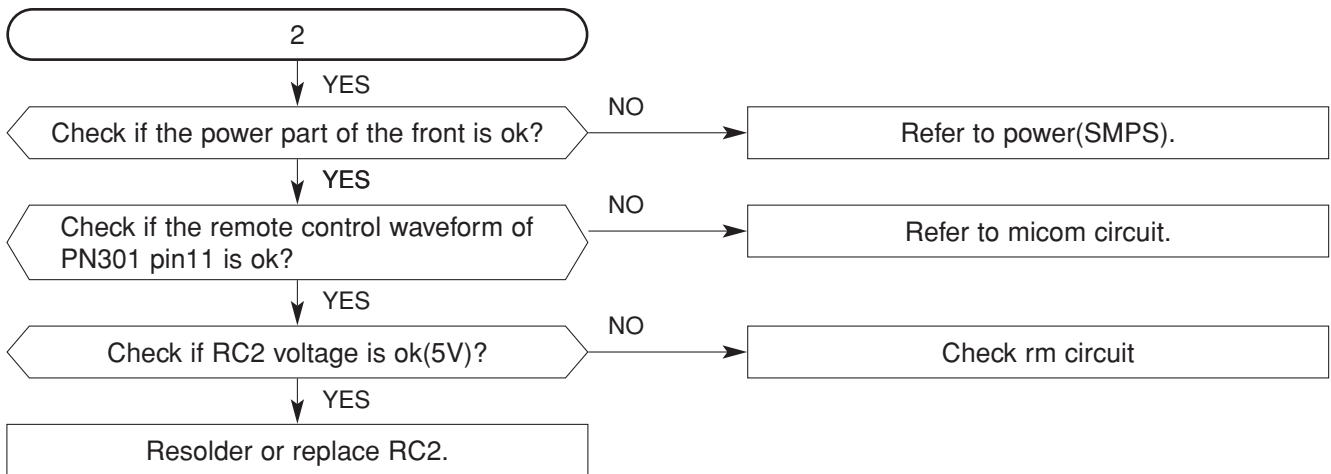 2
YES
Check if the power part of the front is ok?
NO
Refer to power(SMPS).
YES
Check if the remote control waveform of
PN301 pin11 is ok?
NO
Refer to micom circuit.
YES
Check if RC2 voltage is ok(5V)?
NO
Check rm circuit
YES
Resolder or replace RC2.